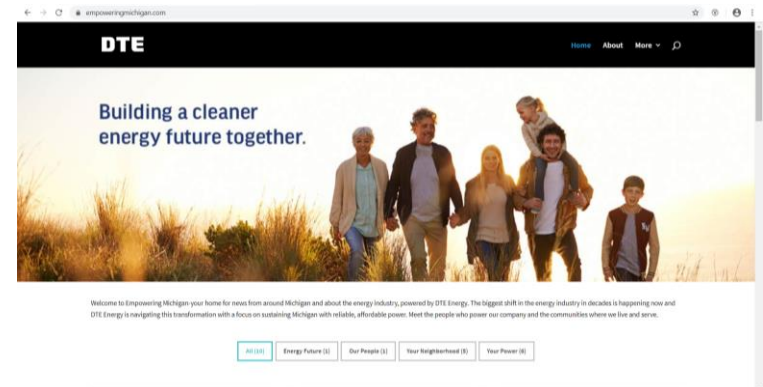 empoweringmichigan.com
DTE
Home About More
Building a cleaner
energy future together.
Welcome to Empowering Michigan-your home for news from around Michigan and about the energy industry, powered by DTE Energy. The biggest shift in the energy industry in decades is happening now and
DTE Energy is navigating this transformation with a focus on sustaining Michigan with reliable, affordable power. Meet the people who power our company and the communities where we live and serve.
All (10) Energy Future (1) Our People (1) Your Neighborhood (5) Your Power (6)